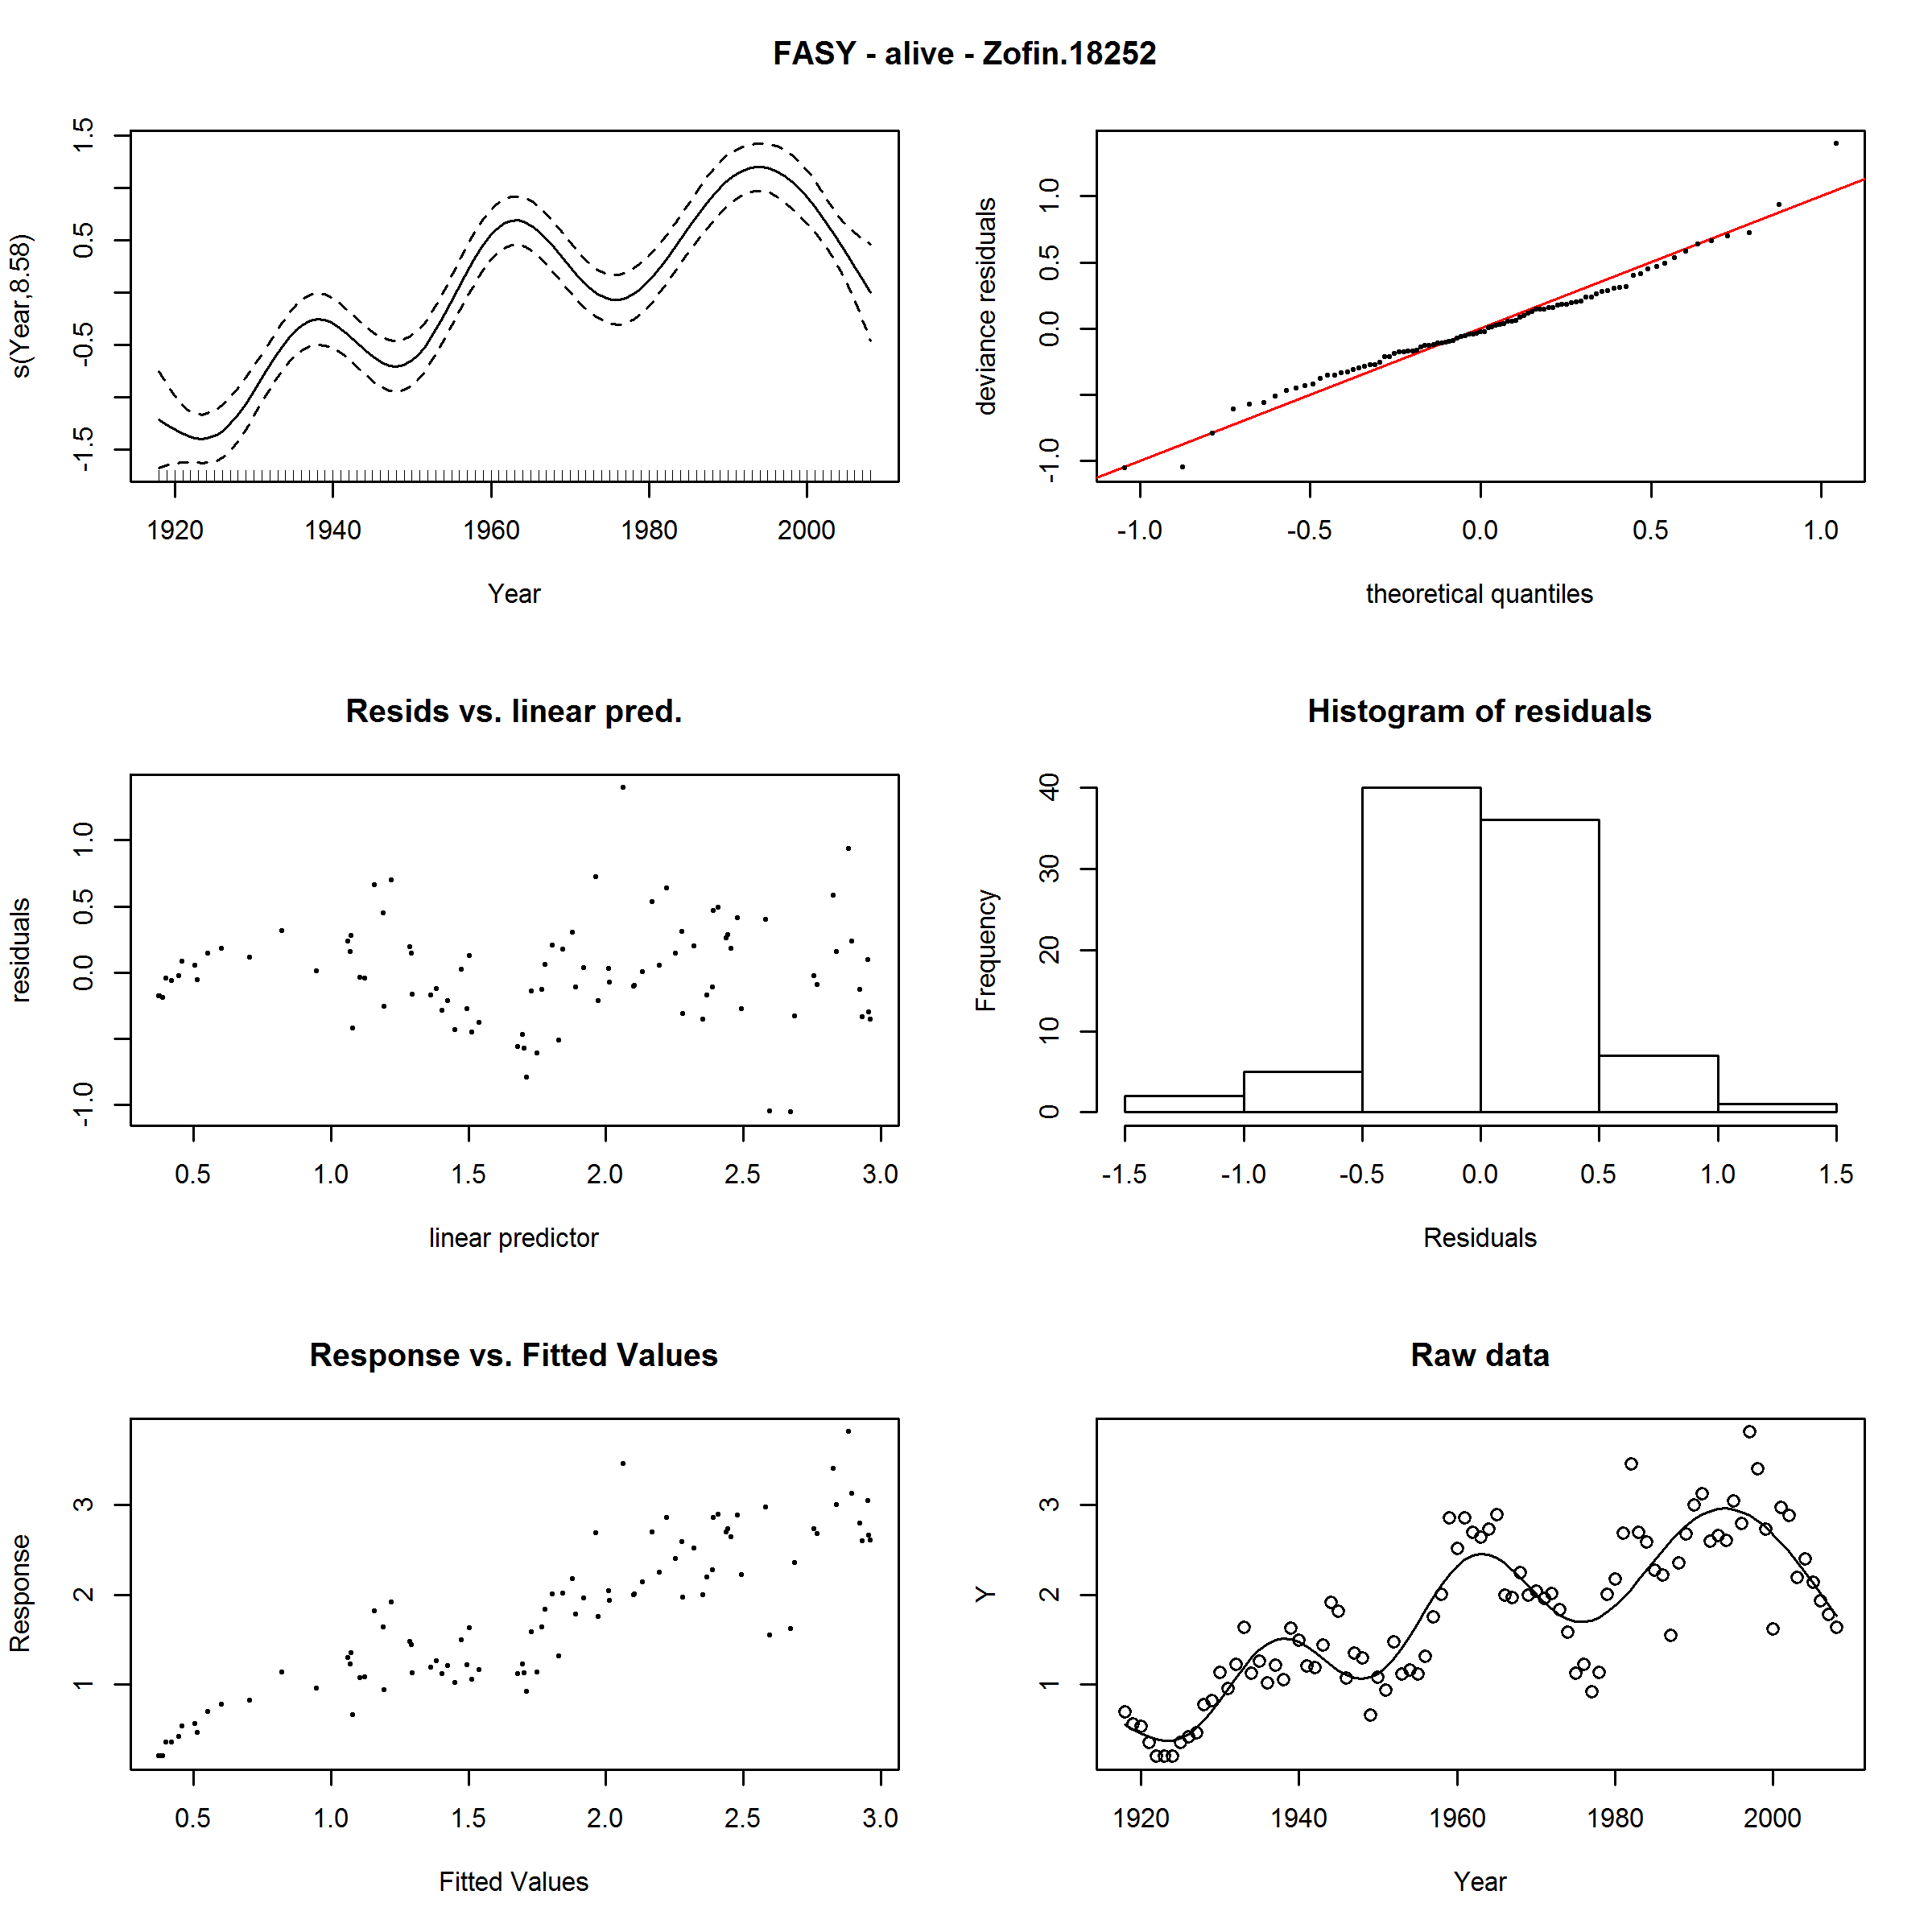 FASY - alive - Zofin.18252
s(Year,8.58)
1.5
0.5
-0.5
-1.5
1920 1940 1960 1980 2000
Year
deviance residuals
1.0
0.5
0.0
-1.0
-1.0 -0.5 0.0 0.5 1.0
theoretical quantiles
Resids vs. linear pred.
residuals
1.0
0.5
0.0
-1.0
0.5 1.0 1.5 2.0 2.5 3.0
linear predictor
Histogram of residuals
Frequency
40
30
20
10
0
-1.5 -1.0 -0.5 0.0 0.5 1.0 1.5
Residuals
Response vs. Fitted Values
Response
3
2
1
0.5 1.0 1.5 2.0 2.5 3.0
Fitted Values
Raw data
Y
3
2
1
1920 1940 1960 1980 2000
Year